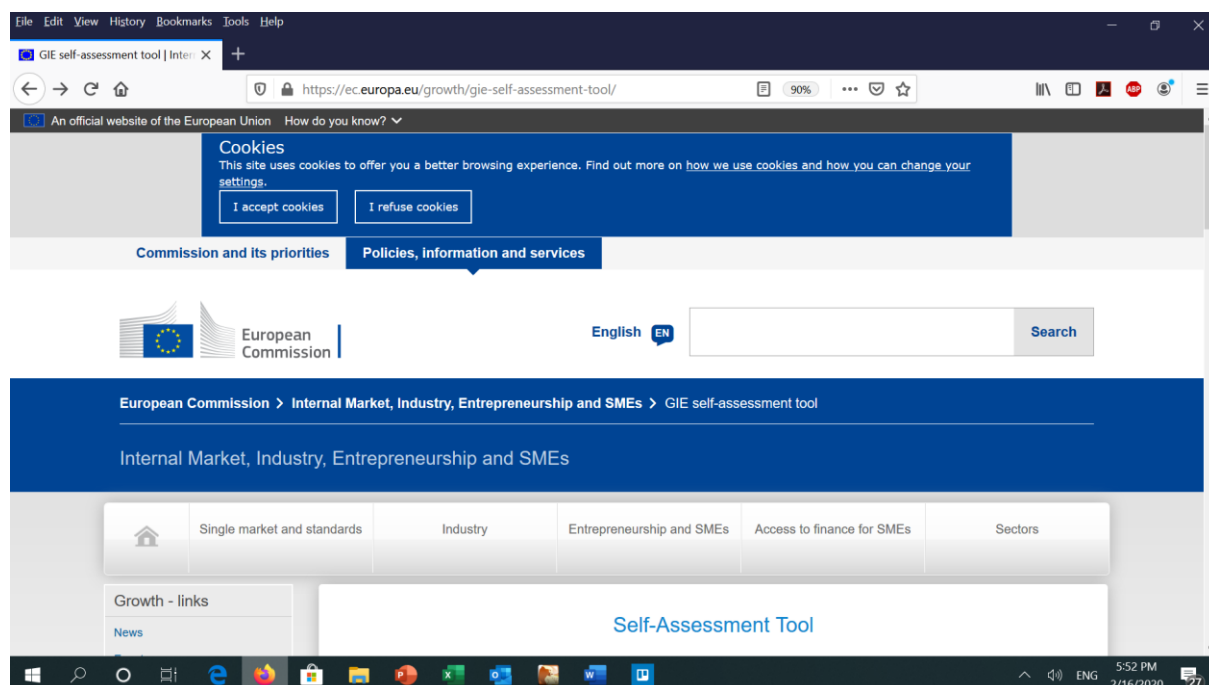 File Edit View History Bookmarks Tools Help
GIE self-assessment tool | Inter
https://ec.europa.eu/growth/gie-self-assessment-tool/ 90%
ABP
An official website of the European Union How do you know?
Cookies
This site uses cookies to offer you a better browsing experience. Find out more on how we use cookies and how you can change your
settings.
I accept cookies I refuse cookies
Commission and its priorities Policies, information and services
European
Commission
English EN Search
European Commission > Internal Market, Industry, Entrepreneurship and SMEs > GIE self-assessment tool
Internal Market, Industry, Entrepreneurship and SMEs
Single market and standards Industry Entrepreneurship and SMEs Access to finance for SMEs Sectors
Growth - links
News
Self-Assessment Tool
ENG 5:52 PM
2/16/2020
27